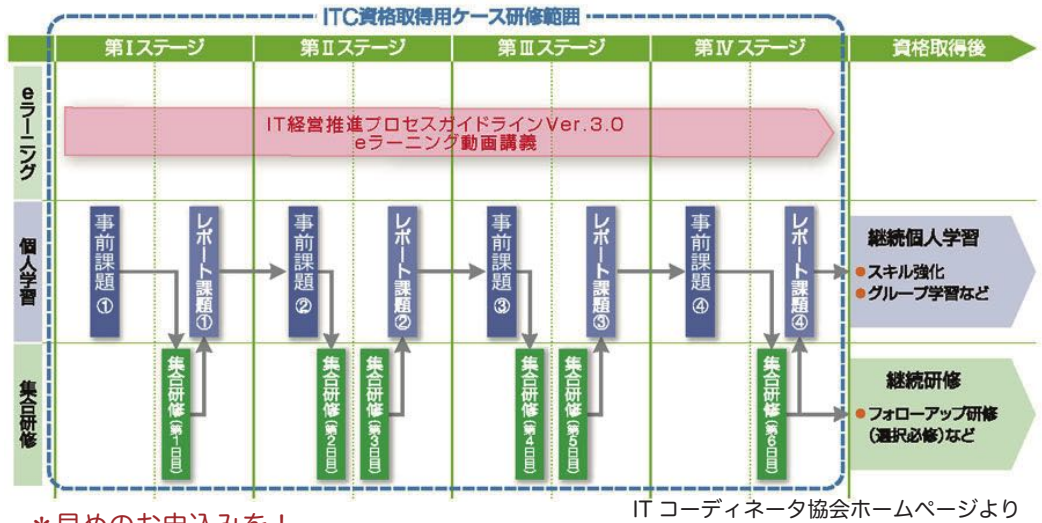 ITC資格取得用ケース研修範囲
第Ⅰステージ
第Ⅱステージ
第Ⅲステージ
第Ⅳステージ
資格取得後
eラーニング
IT経営推進プロセスガイドラインVer.3.0
eラーニング動画講義
個人学習
事前課題①
レポート課題①
事前課題②
レポート課題②
事前課題③
レポート課題③
事前課題④
レポート課題④
継続個人学習
●スキル強化
●グループ学習など
集合研修
集合研修(第1日目)
集合研修(第2日目)
集合研修(第3日目)
集合研修(第4日目)
集合研修(第5日目)
集合研修(第6日目)
継続研修
●フォローアップ研修
(選択必修)など
ITコーディネータ協会ホームページより
*早めのお申込みを!